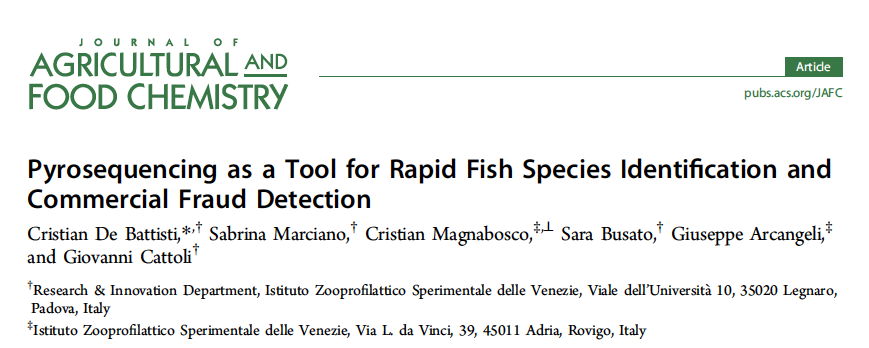 JOURNAL OF
AGRICULTURAL AND
FOOD CHEMISTRY
Article
pubs.acs.org/JAFC
Pyrosequencing as a Tool for Rapid Fish Species Identification and
Commercial Fraud Detection
Cristian De Battisti,*,† Sabrina Marciano,† Cristian Magnabosco,‡,⊥ Sara Busato,† Giuseppe Arcangeli,‡
and Giovanni Cattoli†
†Research & Innovation Department, Istituto Zooprofilattico Sperimentale delle Venezie, Viale dell'Università 10, 35020 Legnaro,
Padova, Italy
‡Istituto Zooprofilattico Sperimentale delle Venezie, Via L. da Vinci, 39, 45011 Adria, Rovigo, Italy